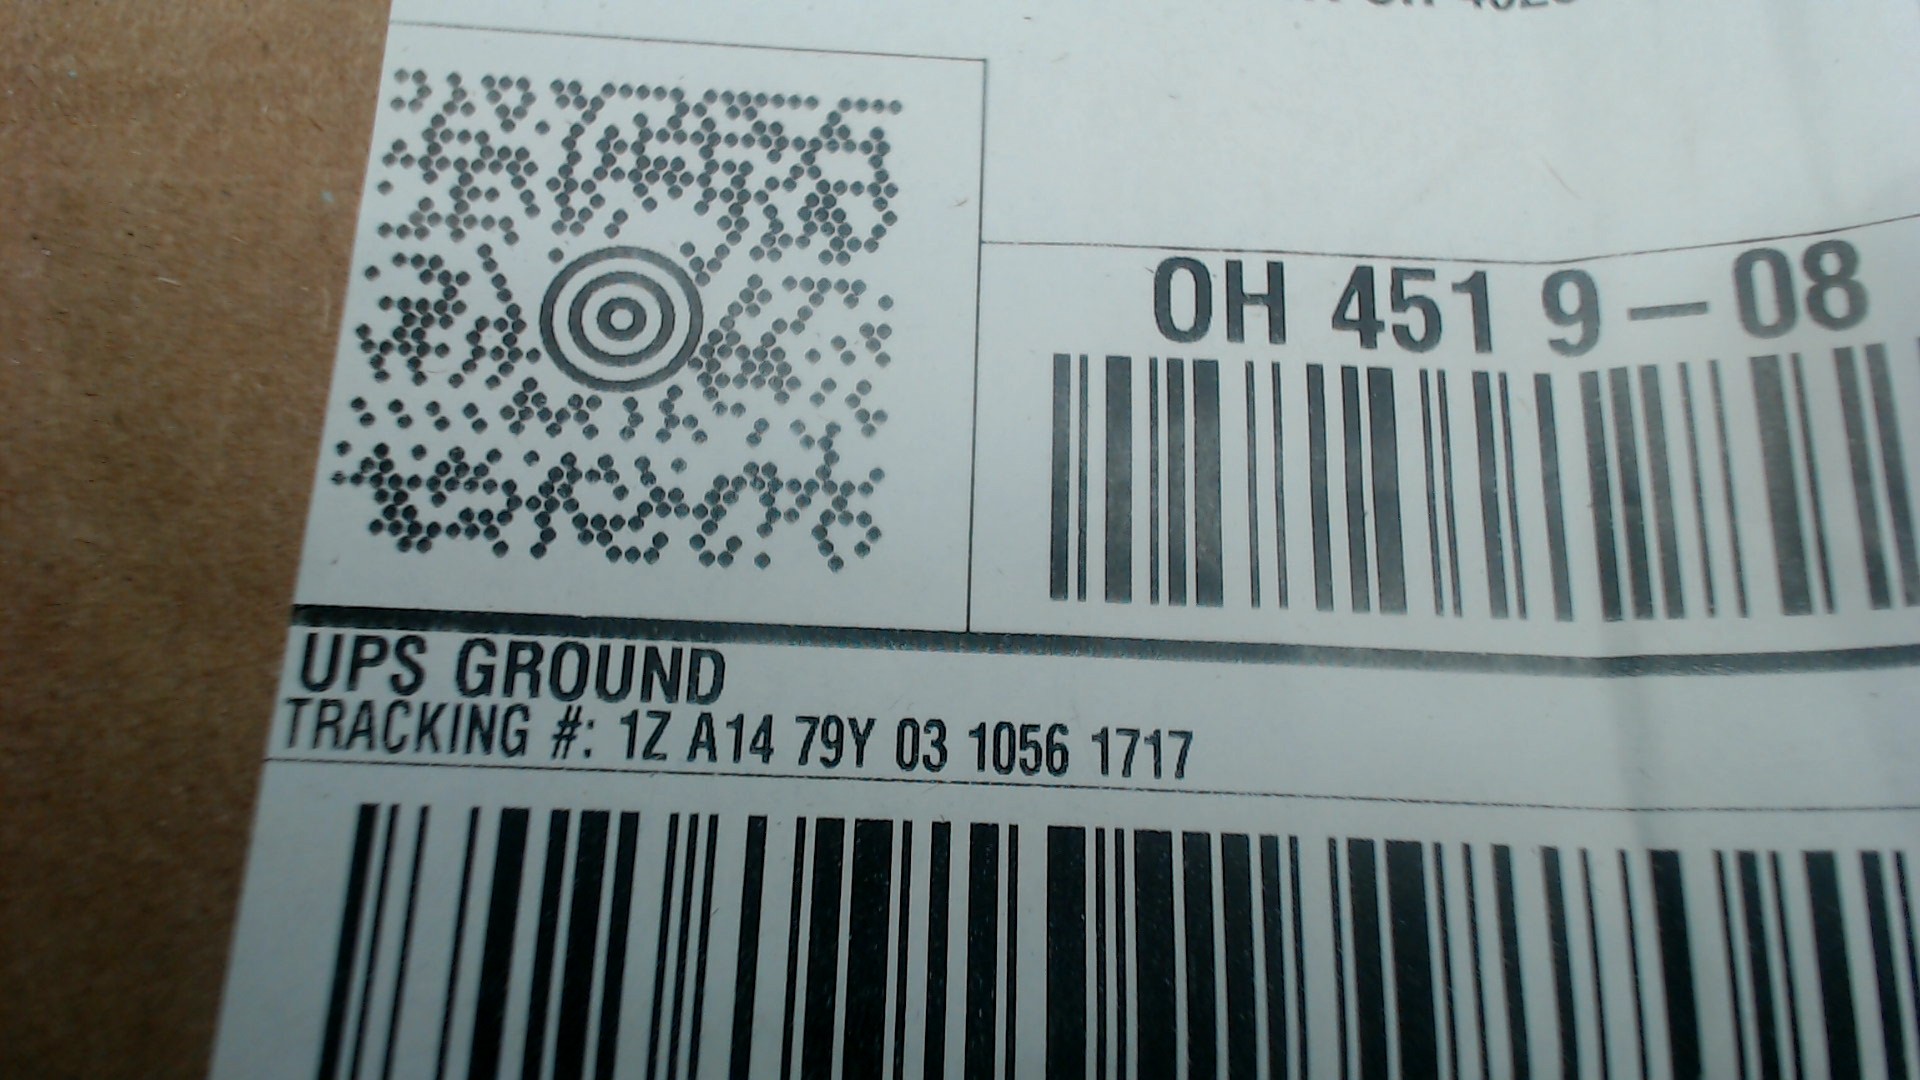 OH 451 9-08
UPS GROUND
TRACKING #: 1Z A14 79Y 03 1056 1717